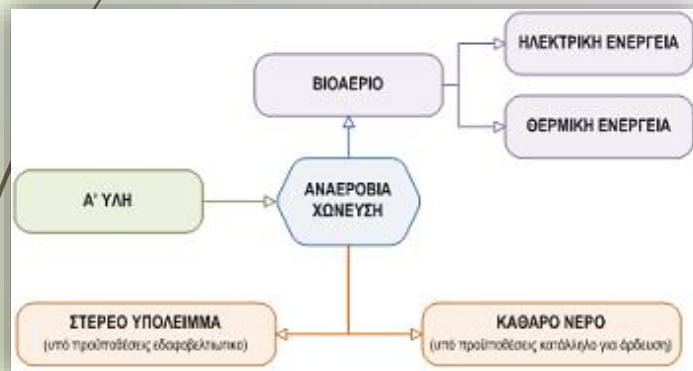 ΗΛΕΚΤΡΙΚΗ ΕΝΕΡΓΕΙΑ
ΒΙΟΑΕΡΙΟ
ΘΕΡΜΙΚΗ ΕΝΕΡΓΕΙΑ
Α' ΥΛΗ
ΑΝΑΕΡΟΒΙΑ
ΧΩΝΕΥΣΗ
ΣΤΕΡΕΟ ΥΠΟΛΕΙΜΜΑ
(υπό προϋποθέσεις εδαφοβελτιωτικο)
ΚΑΘΑΡΟ ΝΕΡΟ
(υπό προϋποθέσεις κατάλληλο για άρδευση)